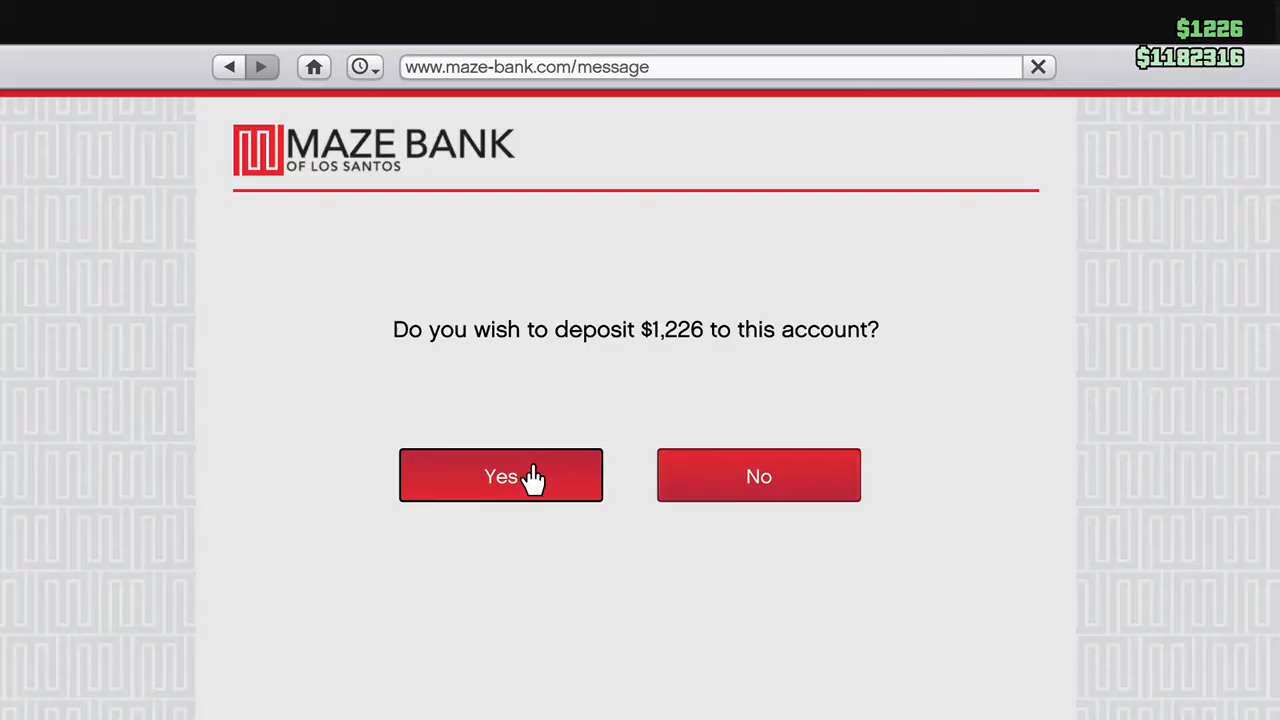 $1226
www.maze-bank.com/message
$1182316
MAZE BANK
OF LOS SANTOS
Do you wish to deposit $1,226 to this account?
Yes
No